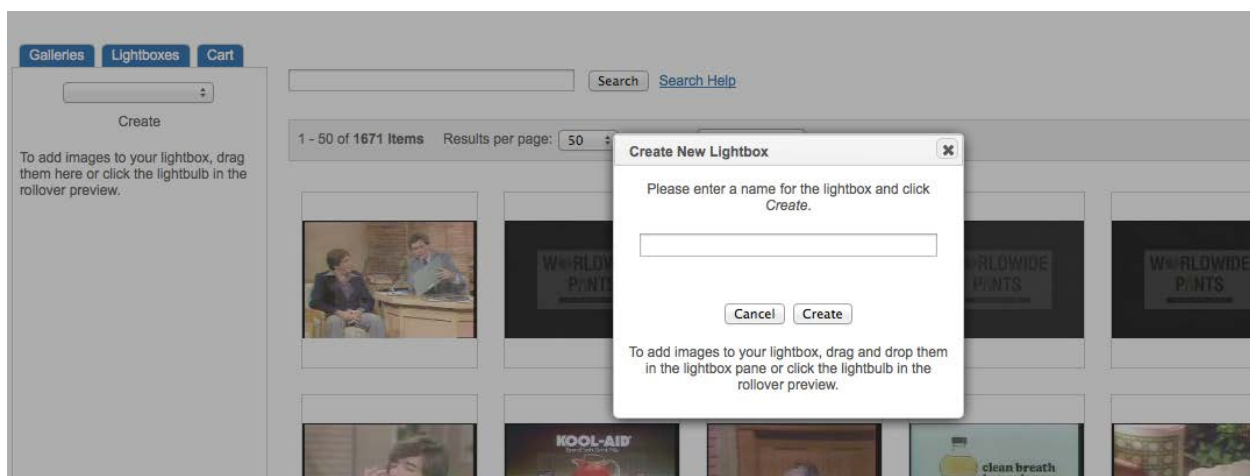 Galleries Lightboxes Cart
Search Search Help
Create
1 - 50 of 1671 Items Results per page: 50
To add images to your lightbox, drag
them here or click the lightbulb in the
rollover preview.
Create New Lightbox
Please enter a name for the lightbox and click
Create.
Cancel Create
To add images to your lightbox, drag and drop them
in the lightbox pane or click the lightbulb in the
rollover preview.
WORLDWIDE
PANTS
WORLDWIDE
PANTS
KOOL-AID
clean breath